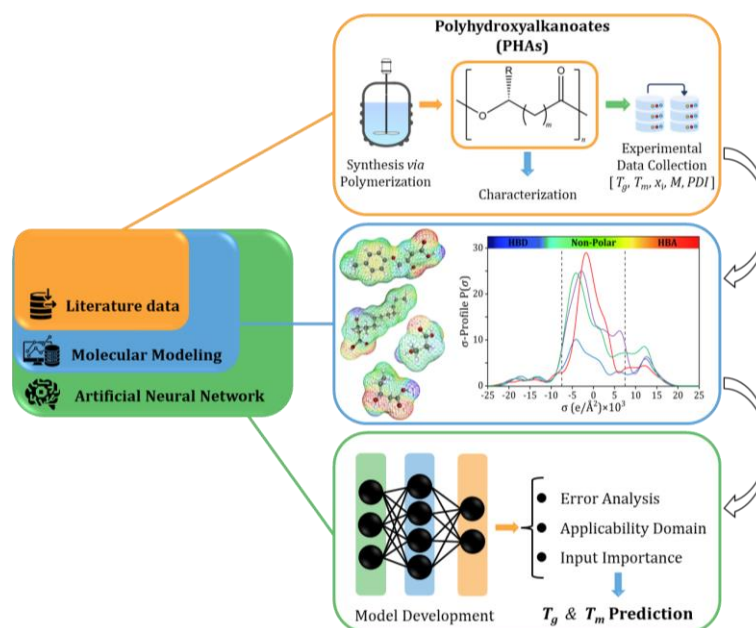 Polyhydroxyalkanoates
(PHAs)
R
O
O
m
n
Synthesis via
Polymerization
Characterization
Experimental
Data Collection
[ Tg, Tm, xi, M, PDI ]
Literature data
Molecular Modeling
Artificial Neural Network
HBD
Non-Polar
HBA
σ-Profile P(σ)
30
25
20
15
10
5
0
-25 -20 -15 -10 -5 0 5 10 15 20 25
σ (e/Å²)×10³
Error Analysis
Applicability Domain
Input Importance
Model Development
Tg & Tm Prediction